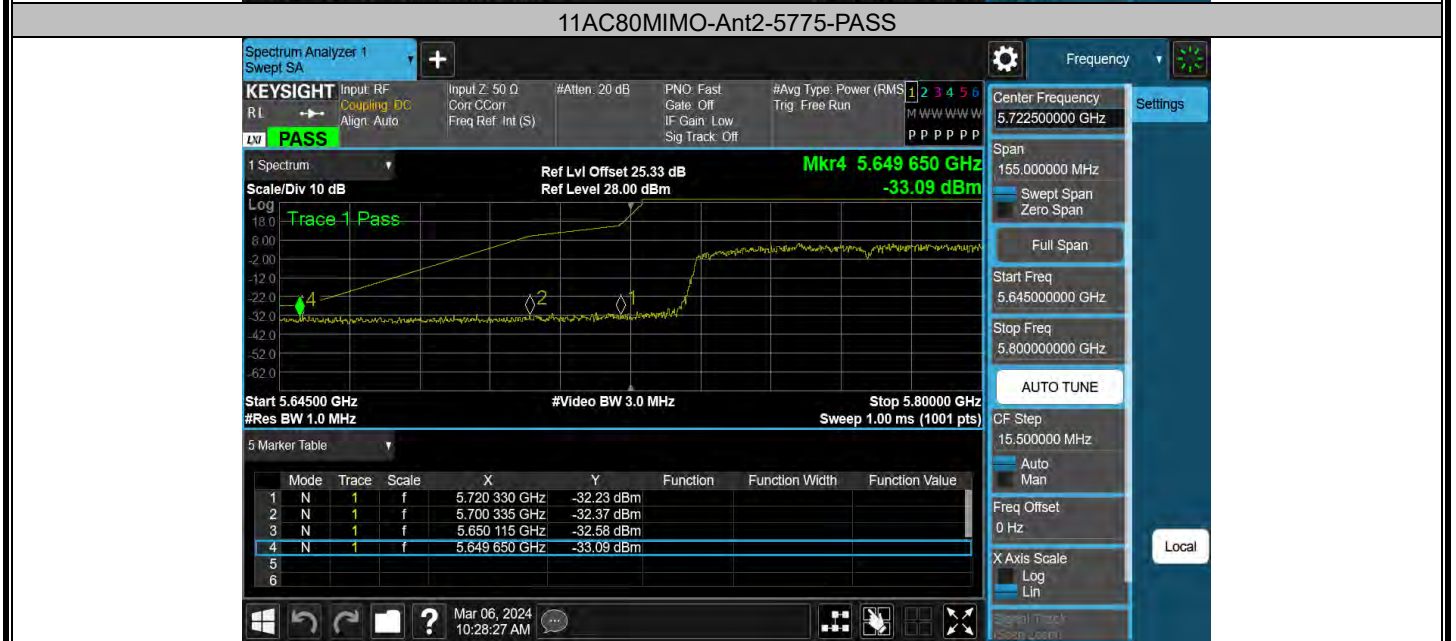 11AC80MIMO-Ant2-5775-PASS
Spectrum Analyzer 1
Swept SA
+
Frequency
KEYSIGHT
RL
LXI
PASS
Input: RF
Coupling: DC
Align: Auto
Input Z: 50 Ω
Corr CCorr
Freq Ref: Int (S)
#Atten: 20 dB
PNO: Fast
Gate: Off
IF Gain: Low
Sig Track: Off
#Avg Type: Power (RMS
Trig: Free Run
1 2 3 4 5 6
M W W W W W
P P P P P P
1 Spectrum
Scale/Div 10 dB
Ref Lvl Offset 25.33 dB
Ref Level 28.00 dBm
Mkr4 5.649 650 GHz
-33.09 dBm
Log
Trace 1 Pass
18.0
8.00
-2.00
-12.0
-22.0
-32.0
-42.0
-52.0
-62.0
4
2
1
Start 5.64500 GHz
#Res BW 1.0 MHz
#Video BW 3.0 MHz
Stop 5.80000 GHz
Sweep 1.00 ms (1001 pts)
5 Marker Table
Mode Trace Scale X Y Function Function Width Function Value
1 N 1 f 5.720 330 GHz -32.23 dBm
2 N 1 f 5.700 335 GHz -32.37 dBm
3 N 1 f 5.650 115 GHz -32.58 dBm
4 N 1 f 5.649 650 GHz -33.09 dBm
5
6
Mar 06, 2024
10:28:27 AM
?
Center Frequency
5.722500000 GHz
Settings
Span
155.000000 MHz
Swept Span
Zero Span
Full Span
Start Freq
5.645000000 GHz
Stop Freq
5.800000000 GHz
AUTO TUNE
CF Step
15.500000 MHz
Auto
Man
Freq Offset
0 Hz
Local
X Axis Scale
Log
Lin
Signal Track
(Span Zoom)